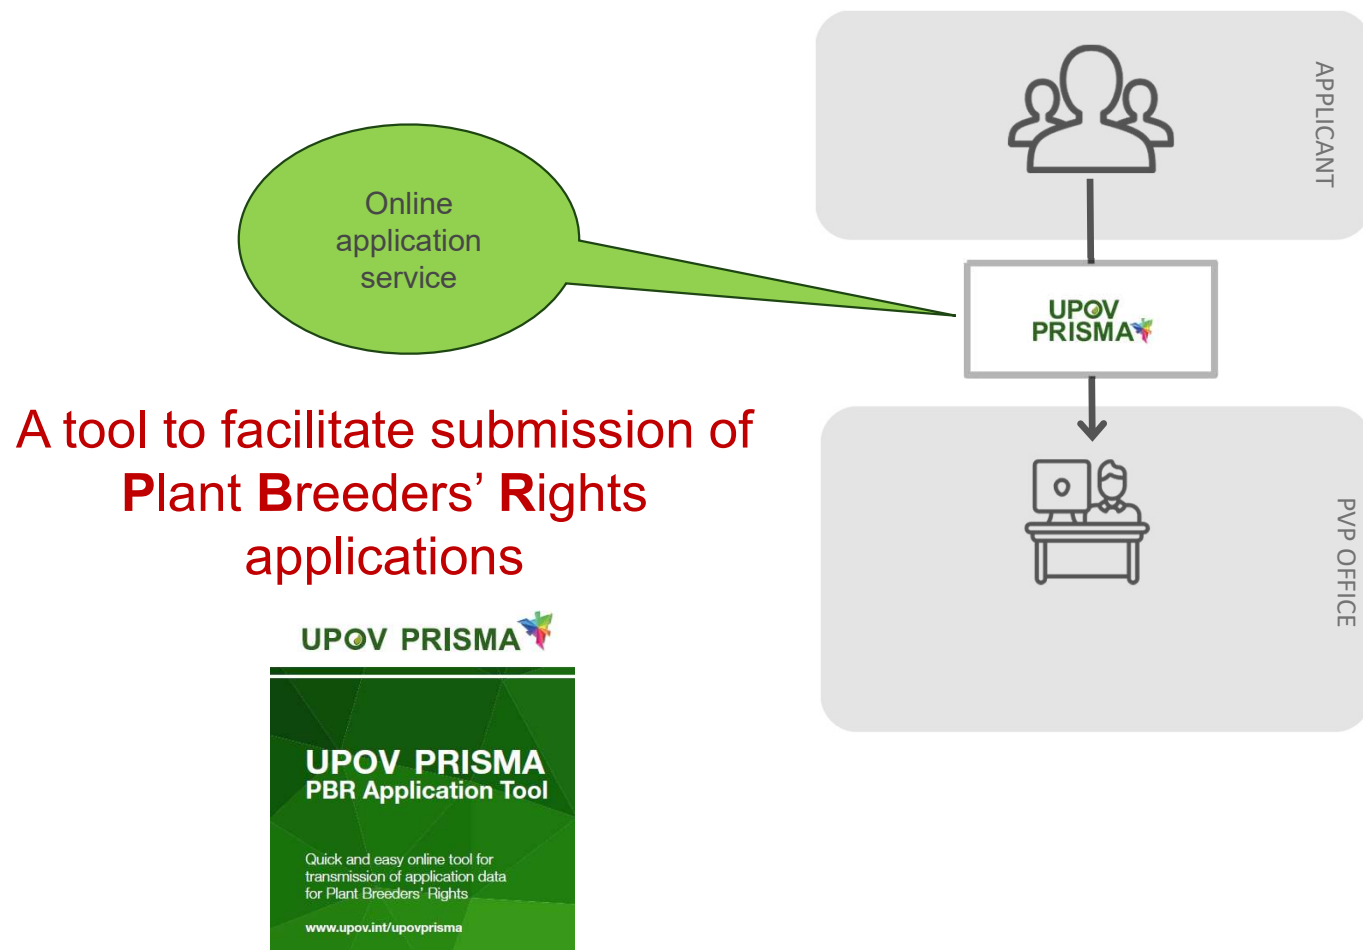 APPLICANT
Online
application
service
UPOV
PRISMA
A tool to facilitate submission of
Plant Breeders’ Rights
applications
PVP OFFICE
UPOV PRISMA
UPOV PRISMA
PBR Application Tool
Quick and easy online tool for
transmission of application data
for Plant Breeders’ Rights
www.upov.int/upovprisma